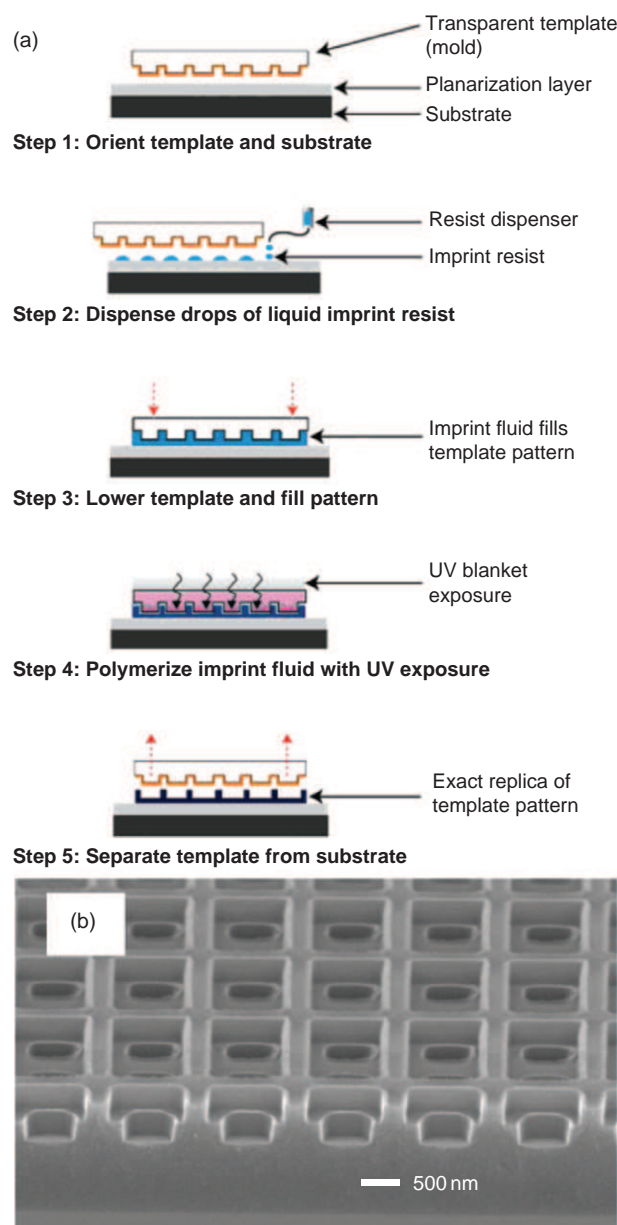 (a)
Transparent template
(mold)
Planarization layer
Substrate
Step 1: Orient template and substrate
Resist dispenser
Imprint resist
Step 2: Dispense drops of liquid imprint resist
Imprint fluid fills
template pattern
Step 3: Lower template and fill pattern
UV blanket
exposure
Step 4: Polymerize imprint fluid with UV exposure
Exact replica of
template pattern
Step 5: Separate template from substrate
(b)
500 nm